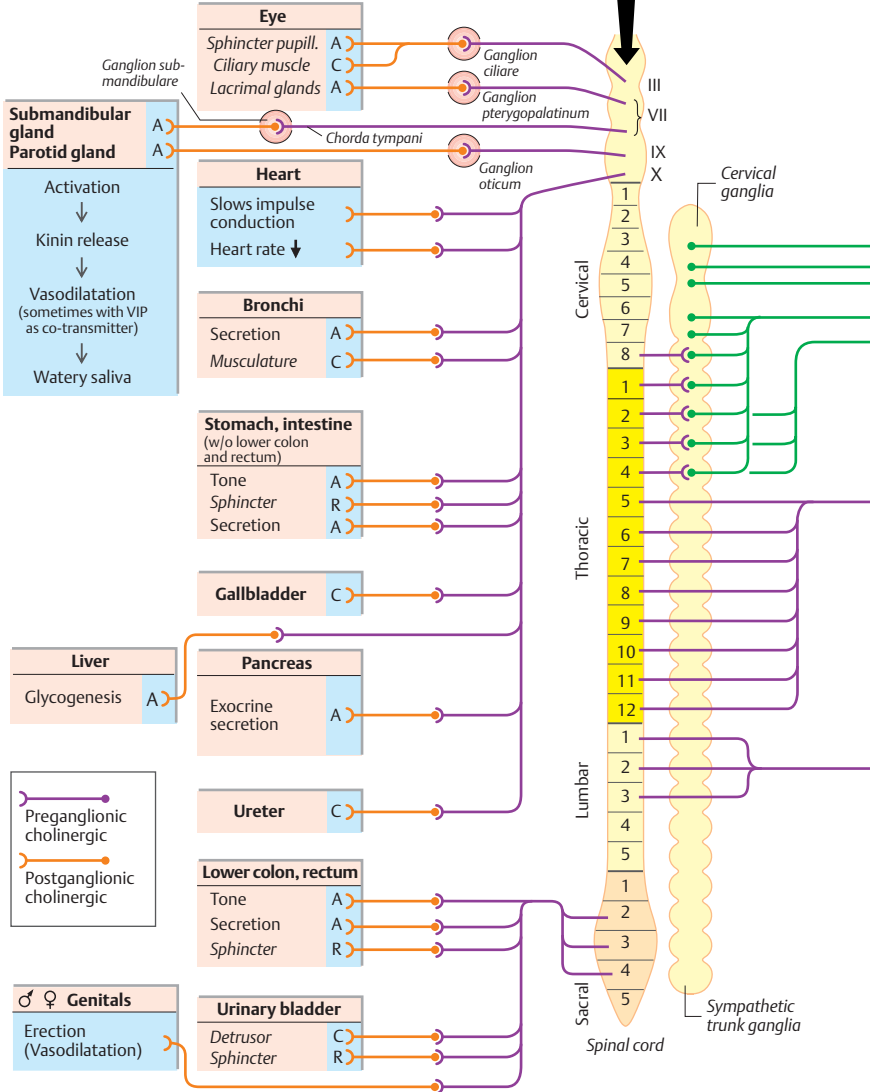 Eye
Sphincter pupill. A
Ciliary muscle C
Lacrimal glands A
Ganglion sub-
mandibulare
Ganglion
ciliare
Ganglion
pterygopalatinum
III
VII
IX
X
Submandibular
gland A
Parotid gland A
Chorda tympani
Ganglion
oticum
Activation
Kinin release
Vasodilatation
(sometimes with VIP
as co-transmitter)
Watery saliva
Heart
Slows impulse
conduction
Heart rate
Bronchi
Secretion A
Musculature C
Stomach, intestine
(w/o lower colon
and rectum)
Tone A
Sphincter R
Secretion A
Gallbladder C
Liver
Glycogenesis A
Pancreas
Exocrine
secretion A
Ureter C
Preganglionic
cholinergic
Postganglionic
cholinergic
Lower colon, rectum
Tone A
Secretion A
Sphincter R
♂ ♀ Genitals
Erection
(Vasodilatation)
Urinary bladder
Detrusor C
Sphincter R
Cervical
1
2
3
4
5
6
7
8
Thoracic
1
2
3
4
5
6
7
8
9
10
11
12
Lumbar
1
2
3
4
5
Sacral
1
2
3
4
5
Spinal cord
Cervical
ganglia
Sympathetic
trunk ganglia